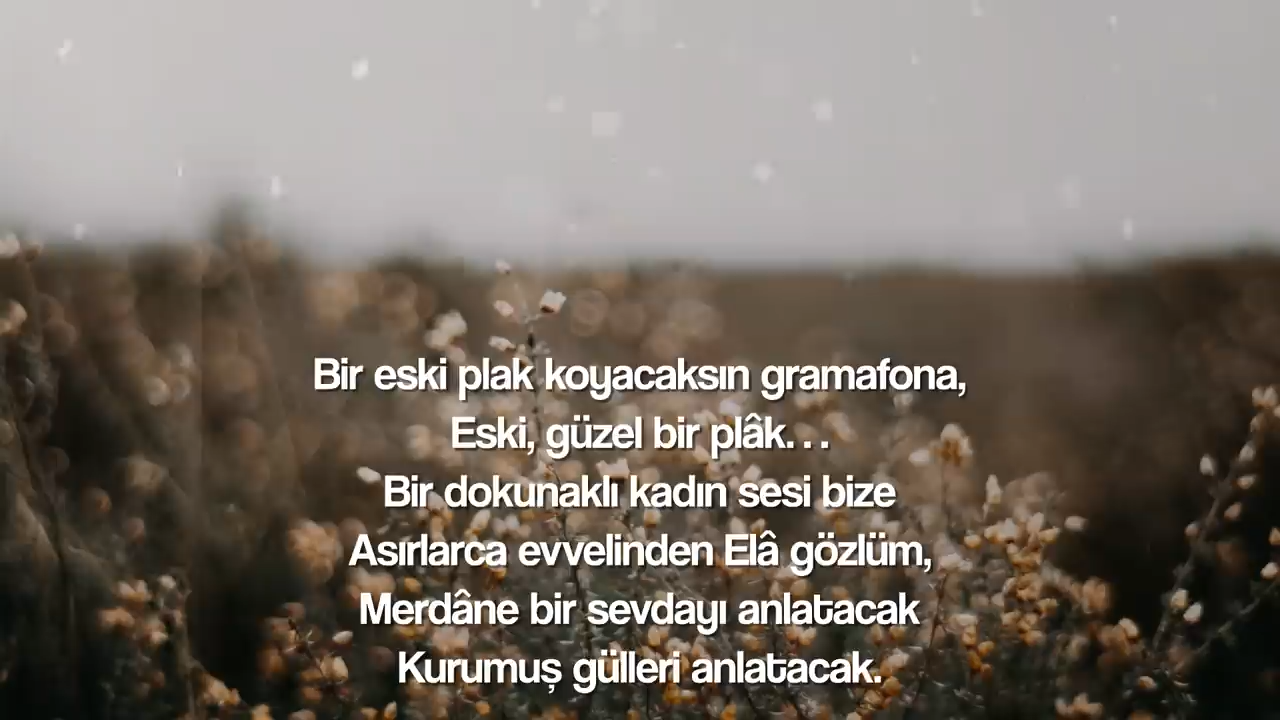 Bir eski plak koyacaksın gramafona,
Eski, güzel bir plâk...
Bir dokunaklı kadın sesi bize
Asırlarca evvelinden Elâ gözlüm,
Merdâne bir sevdayı anlatacak
Kurumuş gülleri anlatacak.